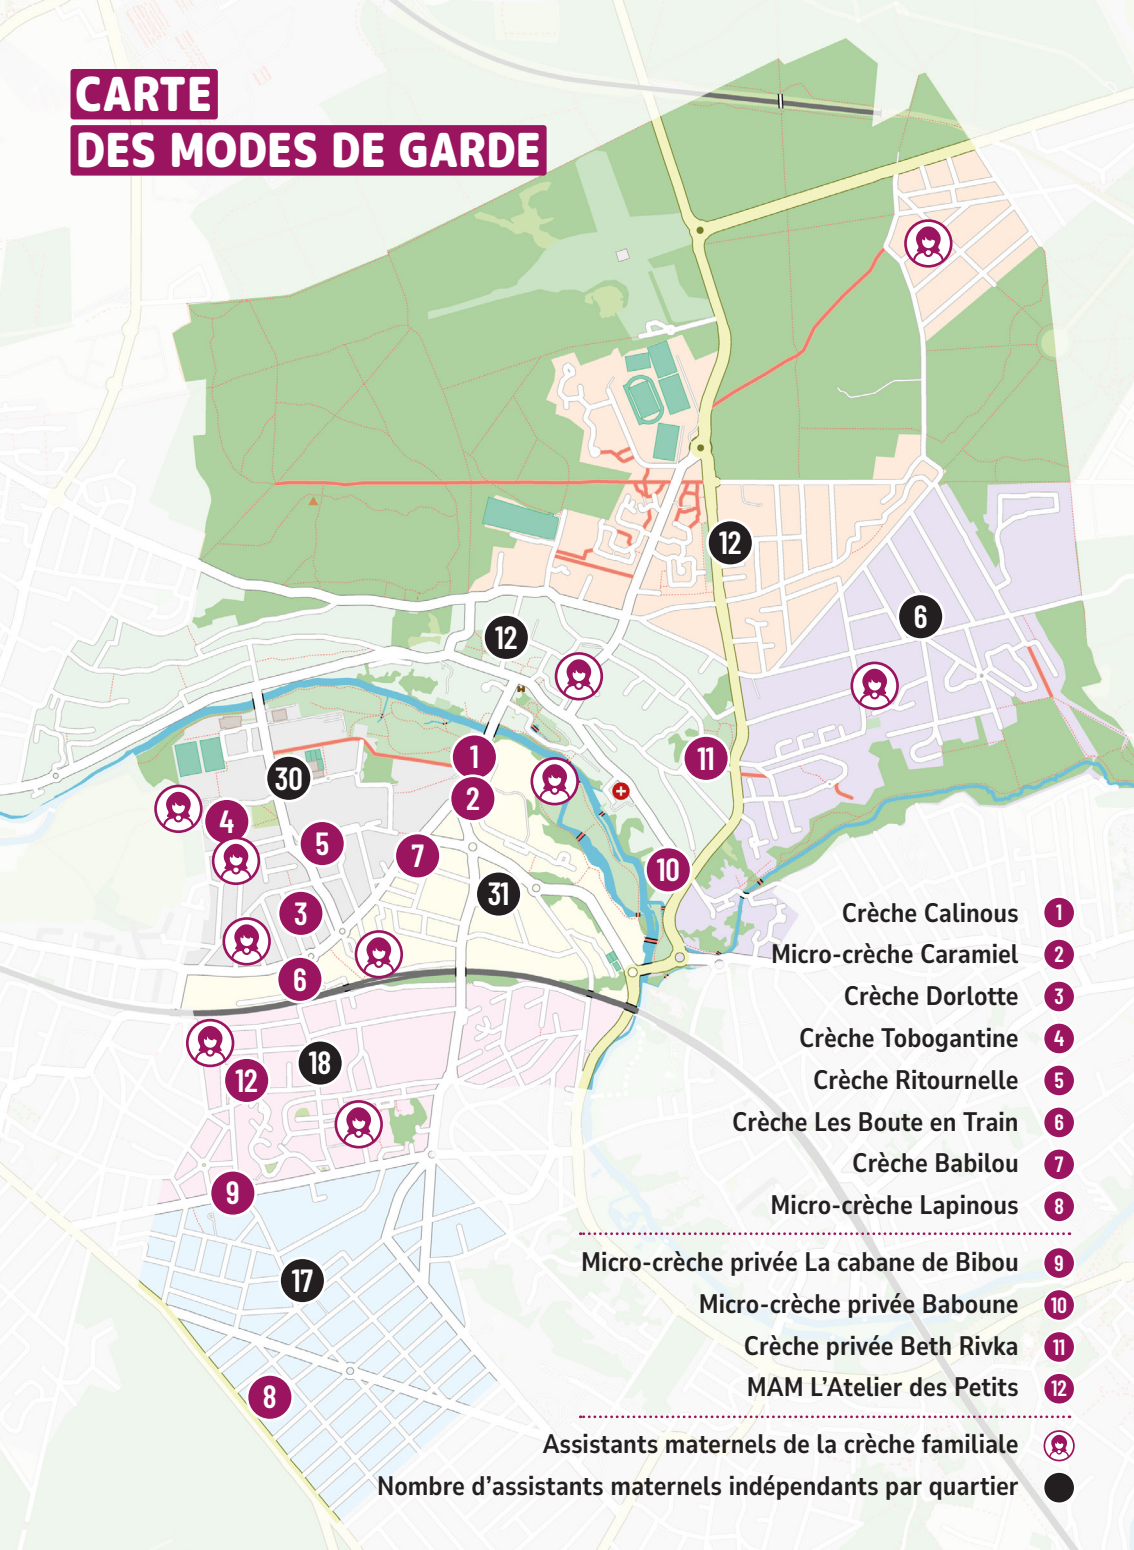 CARTE
DES MODES DE GARDE
12
12
6
1
11
30
2
4
5
7
10
31
3
6
18
12
9
17
8
Crèche Calinous 1
Micro-crèche Caramiel 2
Crèche Dorlotte 3
Crèche Tobogantine 4
Crèche Ritournelle 5
Crèche Les Boute en Train 6
Crèche Babilou 7
Micro-crèche Lapinous 8
Micro-crèche privée La cabane de Bibou 9
Micro-crèche privée Baboune 10
Crèche privée Beth Rivka 11
MAM L’Atelier des Petits 12
Assistants maternels de la crèche familiale
Nombre d’assistants maternels indépendants par quartier